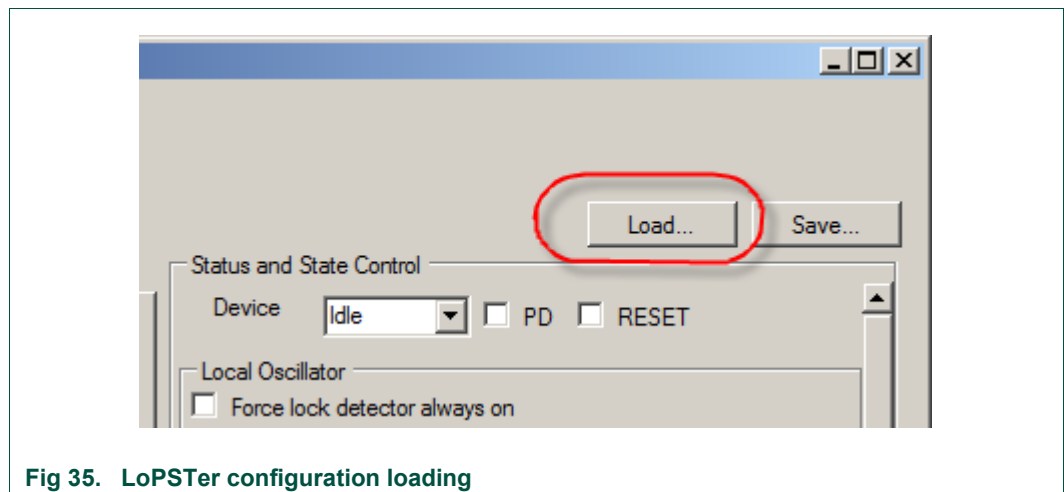 Load... Save...
Status and State Control
Device Idle PD RESET
Local Oscillator
Force lock detector always on
Fig 35. LoPSTer configuration loading